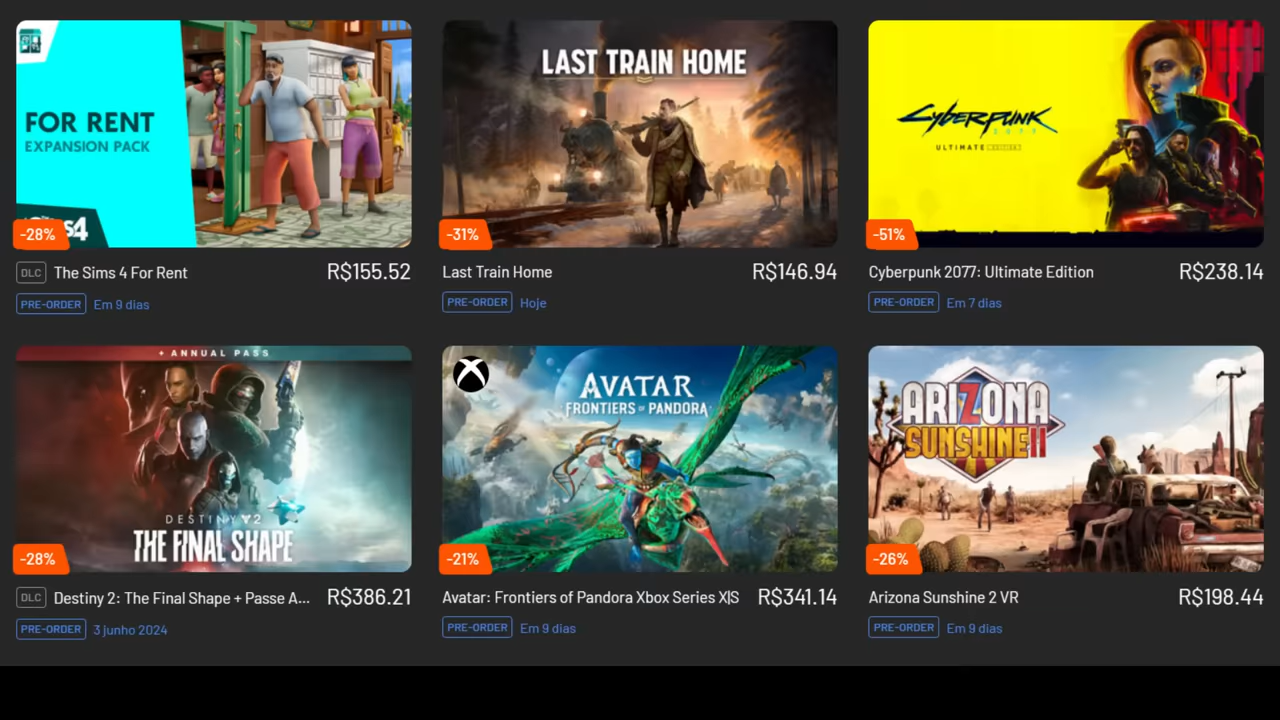 FOR RENT
EXPANSION PACK
S4
-28%
DLC The Sims 4 For Rent R$155.52
PRE-ORDER Em 9 dias
LAST TRAIN HOME
-31%
Last Train Home R$146.94
PRE-ORDER Hoje
CYBERPUNK
2077
ULTIMATE EDITION
-51%
Cyberpunk 2077: Ultimate Edition R$238.14
PRE-ORDER Em 7 dias
+ ANNUAL PASS
DESTINY 2
THE FINAL SHAPE
-28%
DLC Destiny 2: The Final Shape + Passe A... R$386.21
PRE-ORDER 3 junho 2024
AVATAR
FRONTIERS OF PANDORA
-21%
Avatar: Frontiers of Pandora Xbox Series X|S R$341.14
PRE-ORDER Em 9 dias
ARIZONA
SUNSHINE II
-26%
Arizona Sunshine 2 VR R$198.44
PRE-ORDER Em 9 dias